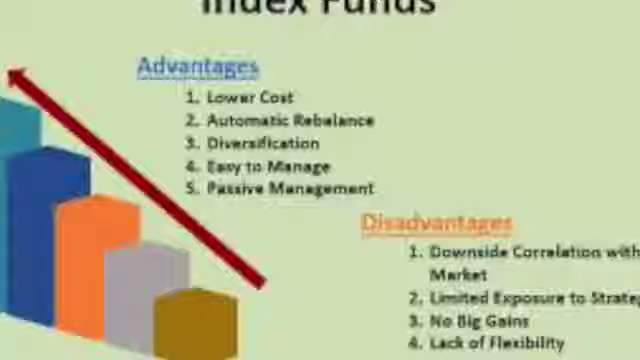 Index Funds
Advantages
1. Lower Cost
2. Automatic Rebalance
3. Diversification
4. Easy to Manage
5. Passive Management
Disadvantages
1. Downside Correlation with
Market
2. Limited Exposure to
3. No Big Gains
4. Lack of Flexibility